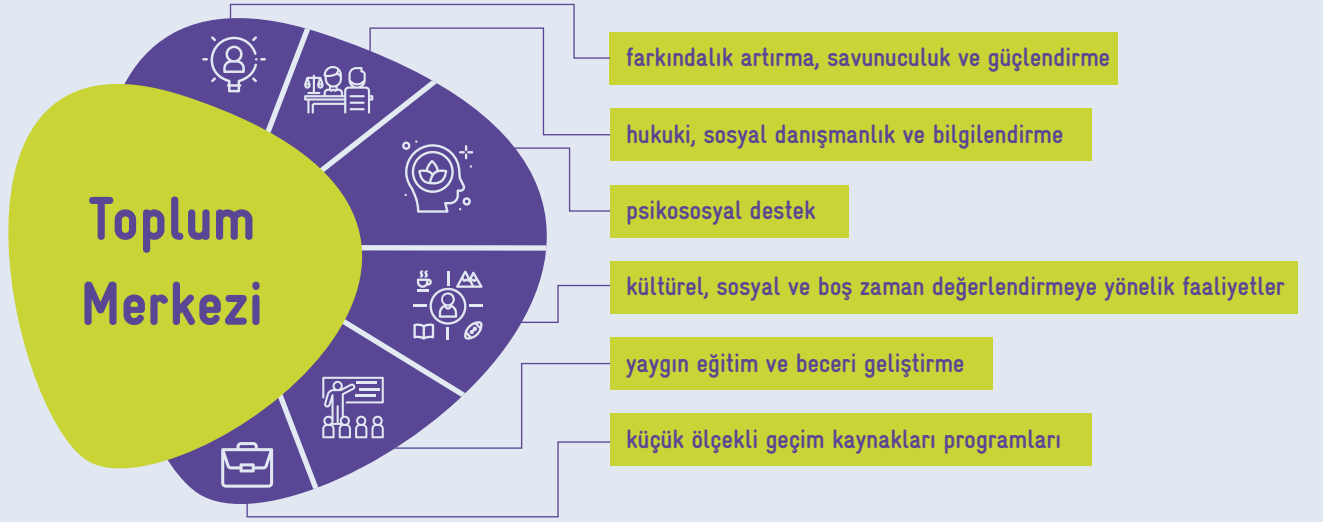 Toplum
Merkezi
farkındalık artırma, savunuculuk ve güçlendirme
hukuki, sosyal danışmanlık ve bilgilendirme
psikososyal destek
kültürel, sosyal ve boş zaman değerlendirmeye yönelik faaliyetler
yaygın eğitim ve beceri geliştirme
küçük ölçekli geçim kaynakları programları